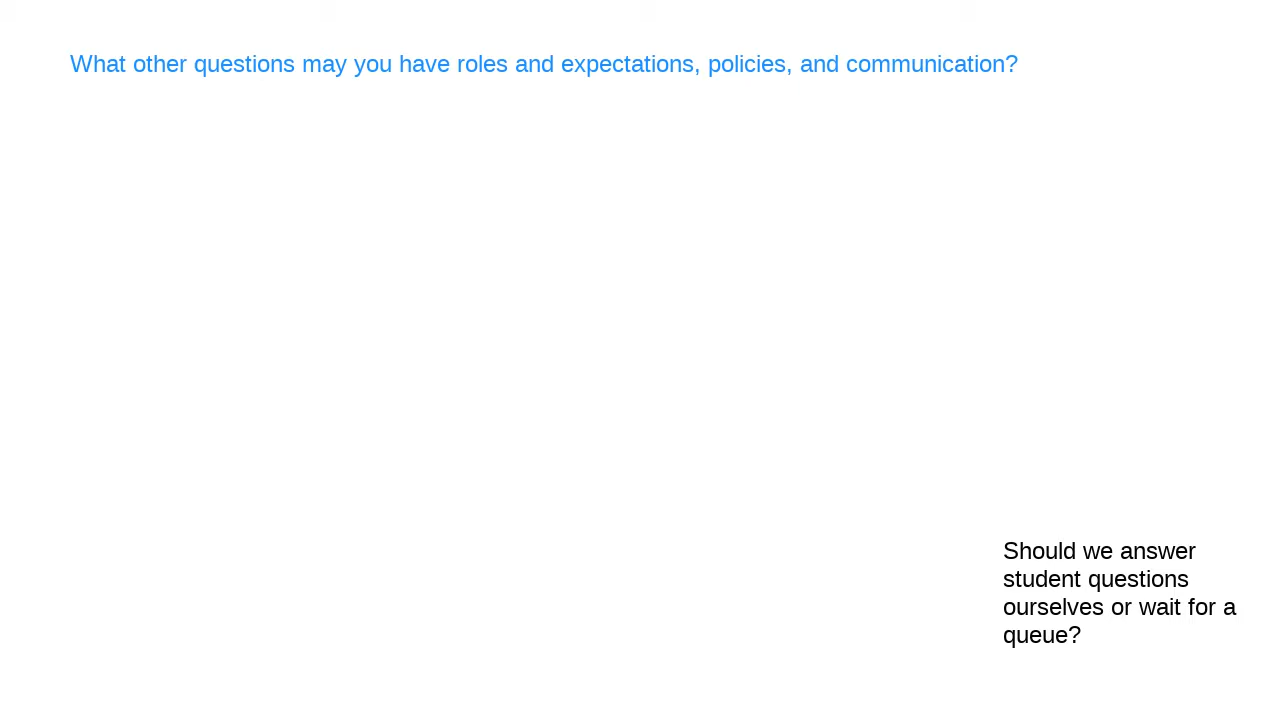 What other questions may you have roles and expectations, policies, and communication?
Should we answer
student questions
ourselves or wait for a
queue?